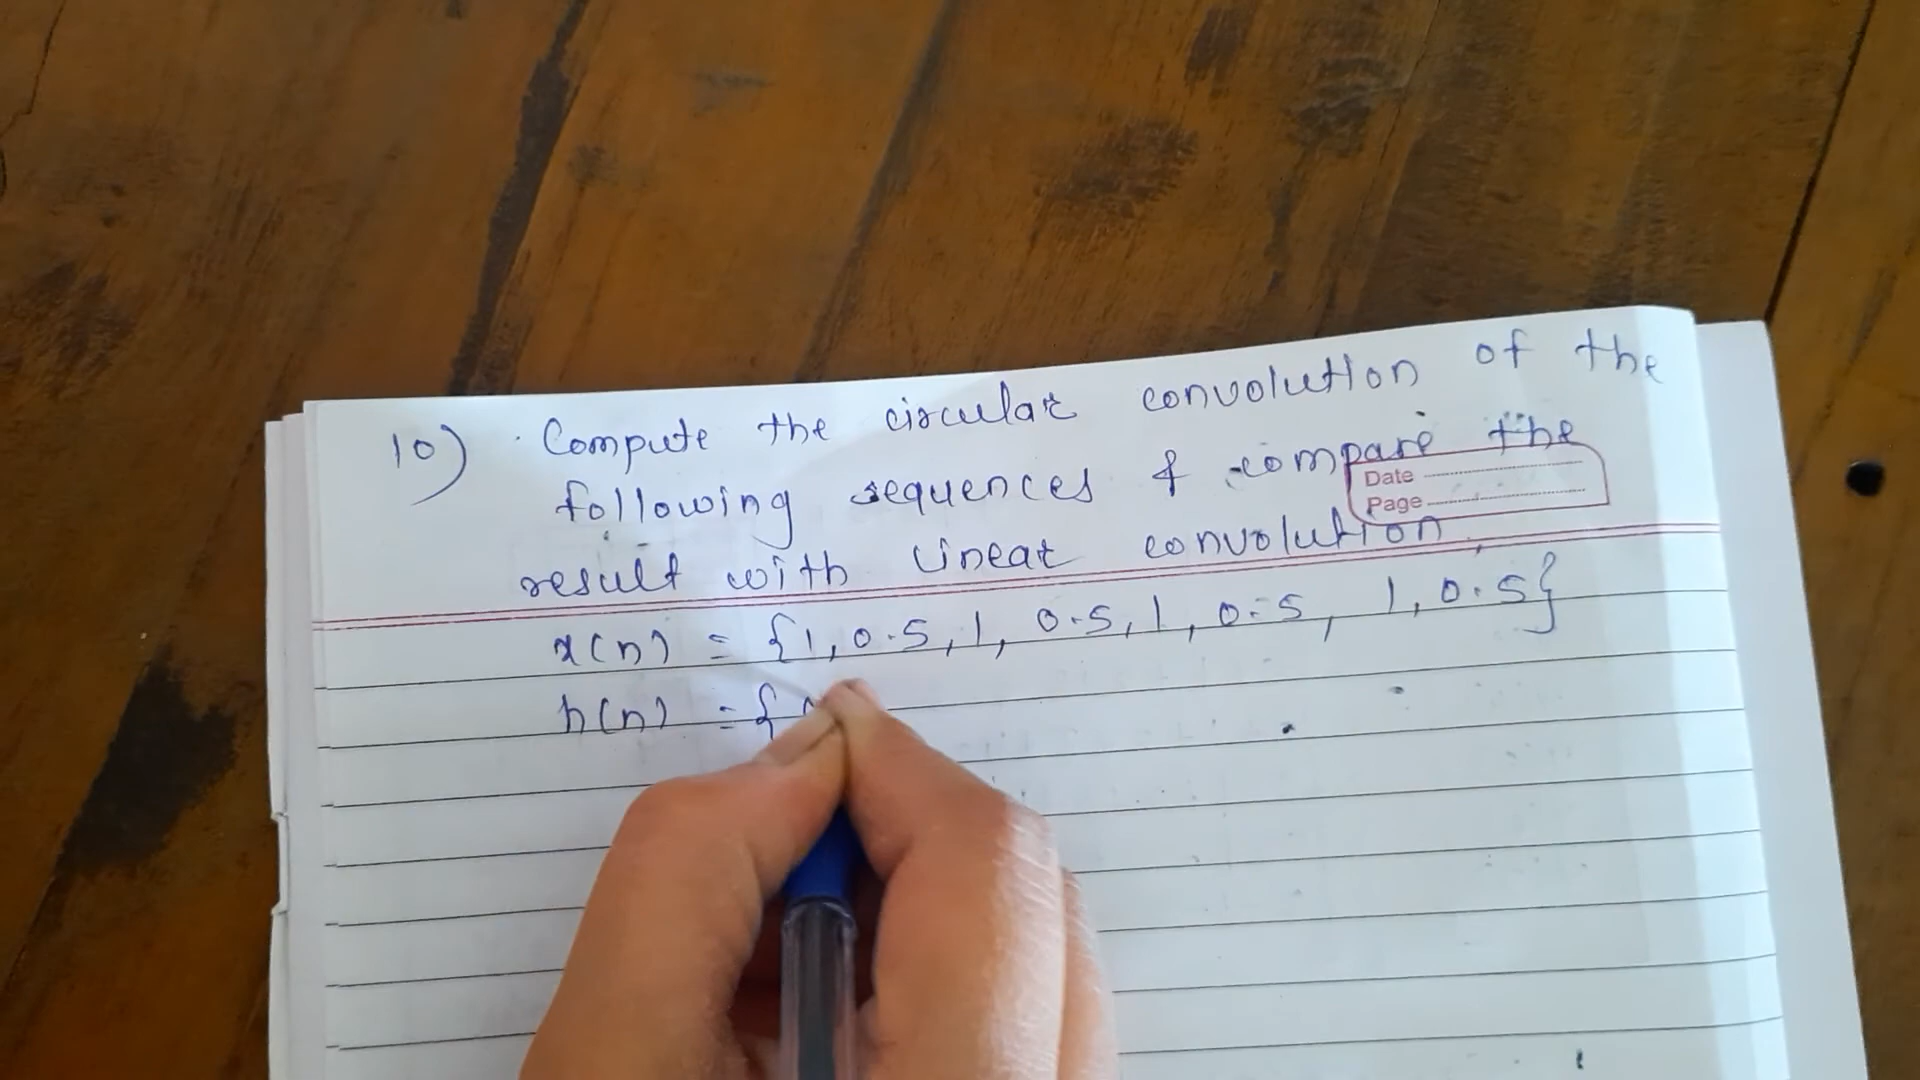 10) Compute the circular convolution of the
following sequences & compare the
Date
Page
result with linear convolution.
x(n) = {1, 0.5, 1, 0.5, 1, 0.5, 1, 0.5}
h(n) = {